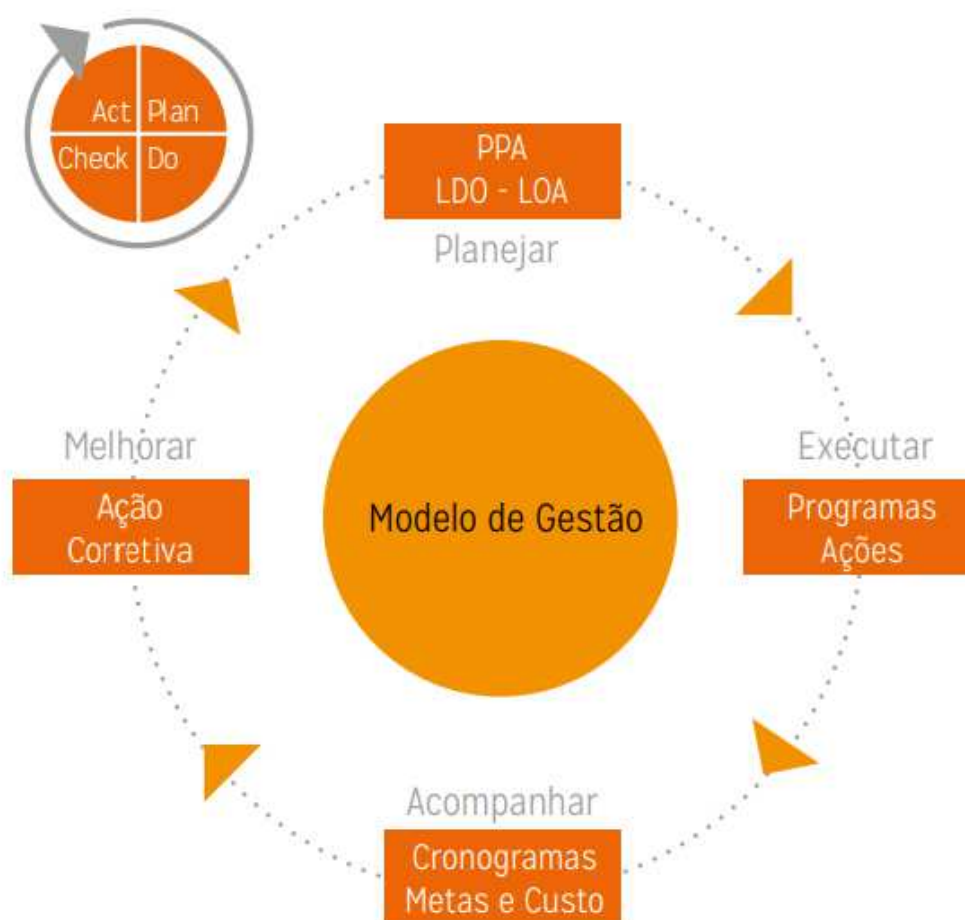 Act Plan
Check Do
PPA
LDO - LOA
Planejar
Melhorar
Ação
Corretiva
Modelo de Gestão
Executar
Programas
Ações
Acompanhar
Cronogramas
Metas e Custo